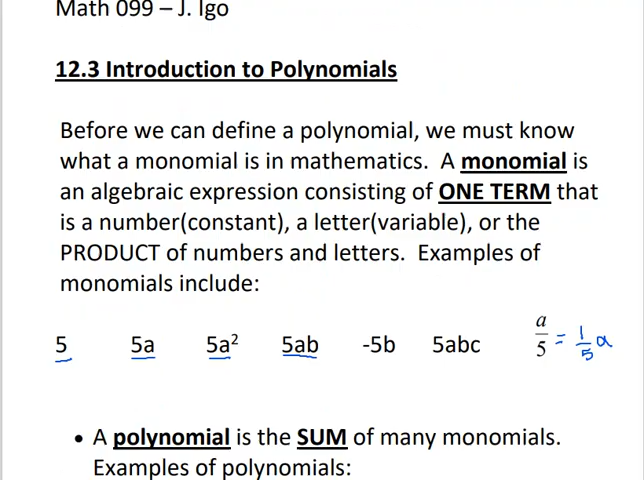 Math 099 – J. Igo
12.3 Introduction to Polynomials
Before we can define a polynomial, we must know
what a monomial is in mathematics. A monomial is
an algebraic expression consisting of ONE TERM that
is a number(constant), a letter(variable), or the
PRODUCT of numbers and letters. Examples of
monomials include:
5 5a 5a² 5ab -5b 5abc a/5 = 1/5 a
• A polynomial is the SUM of many monomials.
Examples of polynomials: